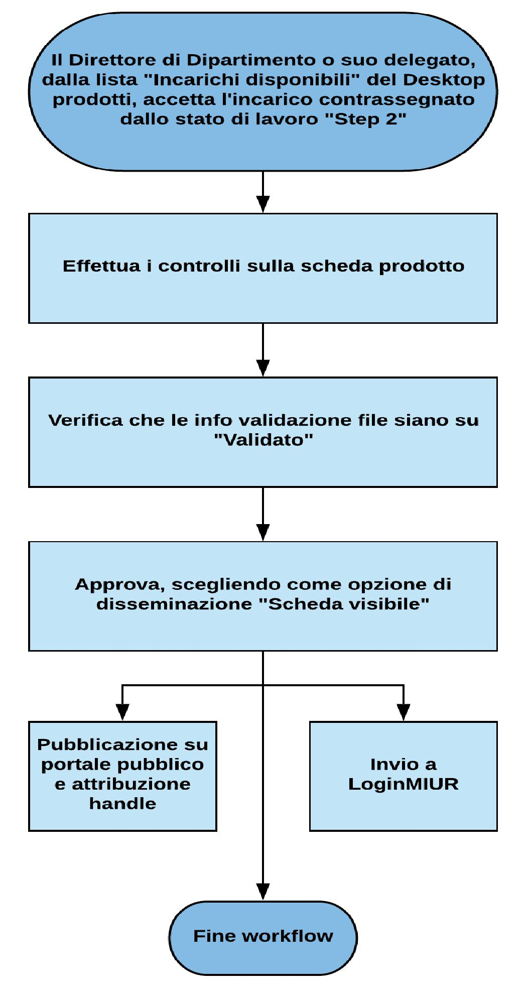 Il Direttore di Dipartimento o suo delegato,
dalla lista "Incarichi disponibili" del Desktop
prodotti, accetta l'incarico contrassegnato
dallo stato di lavoro "Step 2"
Effettua i controlli sulla scheda prodotto
Verifica che le info validazione file siano su
"Validato"
Approva, scegliendo come opzione di
disseminazione "Scheda visibile"
Pubblicazione su
portale pubblico
e attribuzione
handle
Invio a
LoginMIUR
Fine workflow